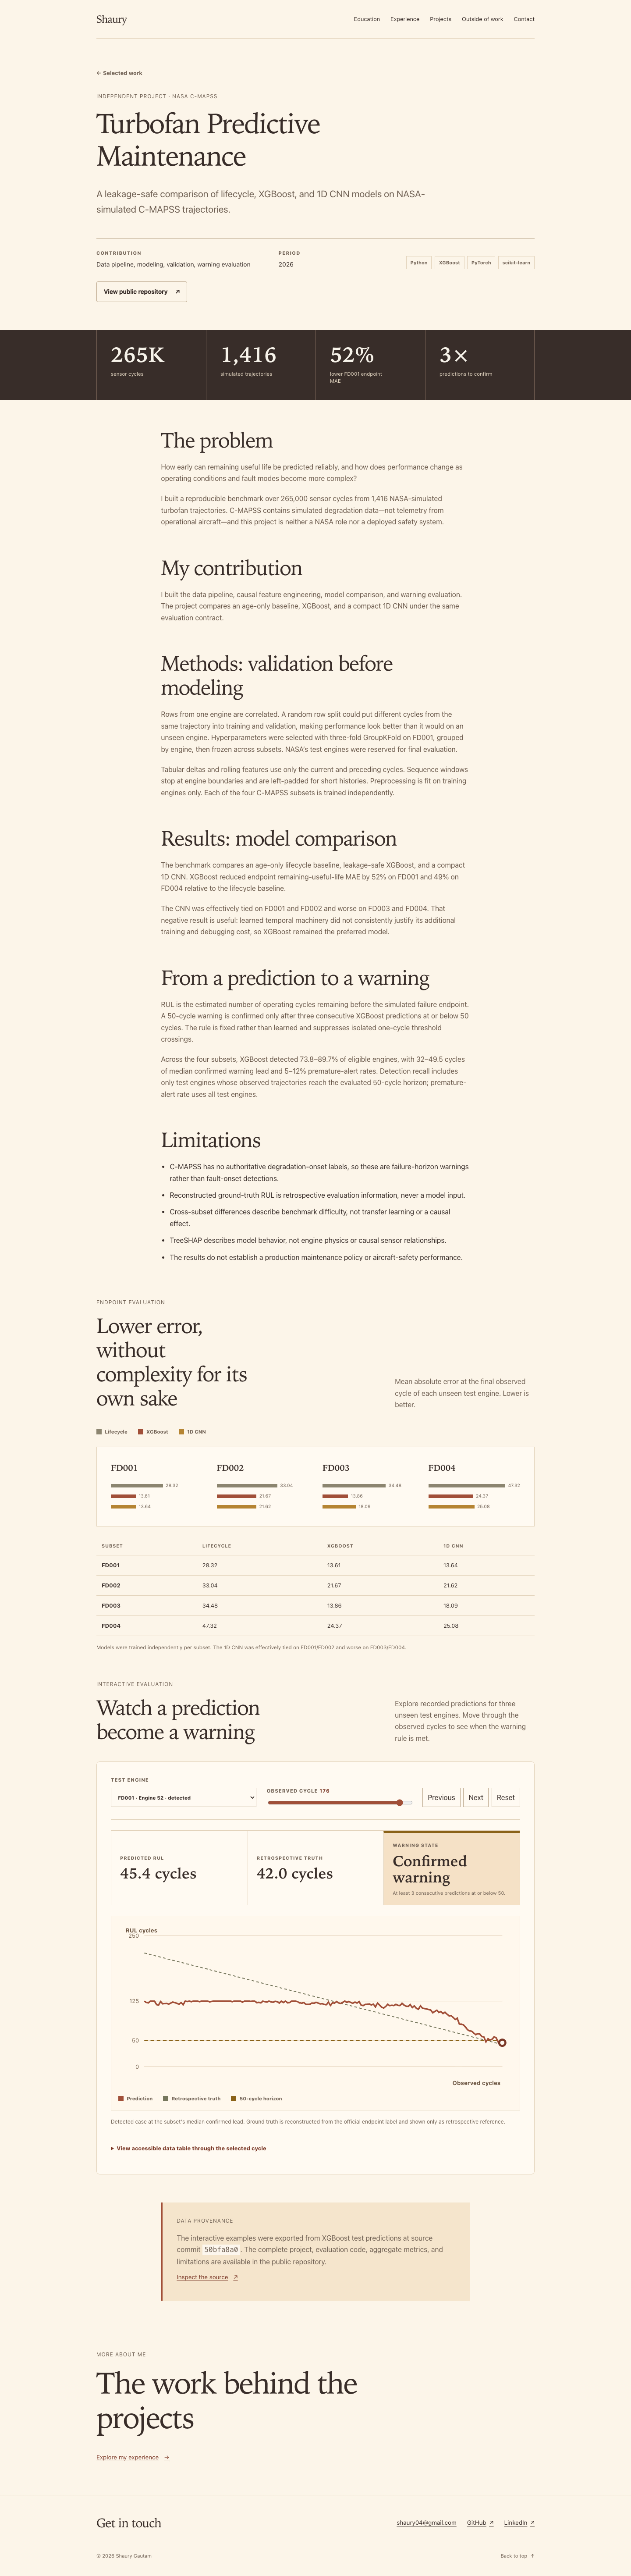 Shaury
Education Experience Projects Outside of work Contact
← Selected work
INDEPENDENT PROJECT · NASA C-MAPSS
Turbofan Predictive
Maintenance
A leakage-safe comparison of lifecycle, XGBoost, and 1D CNN models on NASA-
simulated C-MAPSS trajectories.
CONTRIBUTION
Data pipeline, modeling, validation, warning evaluation
PERIOD
2026
Python XGBoost PyTorch scikit-learn
View public repository ↗
265K
sensor cycles
1,416
simulated trajectories
52%
lower FD001 endpoint
MAE
3×
predictions to confirm
The problem
How early can remaining useful life be predicted reliably, and how does performance change as
operating conditions and fault modes become more complex?
I built a reproducible benchmark over 265,000 sensor cycles from 1,416 NASA-simulated
turbofan trajectories. C-MAPSS contains simulated degradation data—not telemetry from
operational aircraft—and this project is neither a NASA role nor a deployed safety system.
My contribution
I built the data pipeline, causal feature engineering, model comparison, and warning evaluation.
The project compares an age-only baseline, XGBoost, and a compact 1D CNN under the same
evaluation contract.
Methods: validation before
modeling
Rows from one engine are correlated. A random row split could put different cycles from the
same trajectory into training and validation, making performance look better than it would on an
unseen engine. Hyperparameters were selected with three-fold GroupKFold on FD001, grouped
by engine, then frozen across subsets. NASA's test engines were reserved for final evaluation.
Tabular deltas and rolling features use only the current and preceding cycles. Sequence windows
stop at engine boundaries and are left-padded for short histories. Preprocessing is fit on training
engines only. Each of the four C-MAPSS subsets is trained independently.
Results: model comparison
The benchmark compares an age-only lifecycle baseline, leakage-safe XGBoost, and a compact
1D CNN. XGBoost reduced endpoint remaining-useful-life MAE by 52% on FD001 and 49% on
FD004 relative to the lifecycle baseline.
The CNN was effectively tied on FD001 and FD002 and worse on FD003 and FD004. That
negative result is useful: learned temporal machinery did not consistently justify its additional
training and debugging cost, so XGBoost remained the preferred model.
From a prediction to a warning
RUL is the estimated number of operating cycles remaining before the simulated failure endpoint.
A 50-cycle warning is confirmed only after three consecutive XGBoost predictions at or below 50
cycles. The rule is fixed rather than learned and suppresses isolated one-cycle threshold
crossings.
Across the four subsets, XGBoost detected 73.8–89.7% of eligible engines, with 32–49.5 cycles
of median confirmed warning lead and 5–12% premature-alert rates. Detection recall includes
only test engines whose observed trajectories reach the evaluated 50-cycle horizon; premature-
alert rate uses all test engines.
Limitations
• C-MAPSS has no authoritative degradation-onset labels, so these are failure-horizon warnings
rather than fault-onset detections.
• Reconstructed ground-truth RUL is retrospective evaluation information, never a model input.
• Cross-subset differences describe benchmark difficulty, not transfer learning or a causal
effect.
• TreeSHAP describes model behavior, not engine physics or causal sensor relationships.
• The results do not establish a production maintenance policy or aircraft-safety performance.
ENDPOINT EVALUATION
Lower error,
without
complexity for its
own sake
Mean absolute error at the final observed
cycle of each unseen test engine. Lower is
better.
Lifecycle XGBoost 1D CNN
FD001 FD002 FD003 FD004
28.32 33.04 34.48 47.32
13.61 21.67 13.86 24.37
13.64 21.62 18.09 25.08
SUBSET LIFECYCLE XGBOOST 1D CNN
FD001 28.32 13.61 13.64
FD002 33.04 21.67 21.62
FD003 34.48 13.86 18.09
FD004 47.32 24.37 25.08
Models were trained independently per subset. The 1D CNN was effectively tied on FD001/FD002 and worse on FD003/FD004.
INTERACTIVE EVALUATION
Watch a prediction
become a warning
Explore recorded predictions for three
unseen test engines. Move through the
observed cycles to see when the warning
rule is met.
TEST ENGINE
FD001 · Engine 52 · detected
OBSERVED CYCLE 176
Previous Next Reset
PREDICTED RUL
45.4 cycles
RETROSPECTIVE TRUTH
42.0 cycles
WARNING STATE
Confirmed
warning
At least 3 consecutive predictions at or below 50.
RUL cycles
250
125
50
0
Observed cycles
Prediction Retrospective truth 50-cycle horizon
Detected case at the subset's median confirmed lead. Ground truth is reconstructed from the official endpoint label and shown only as retrospective reference.
▶ View accessible data table through the selected cycle
DATA PROVENANCE
The interactive examples were exported from XGBoost test predictions at source
commit 50bfa8a0. The complete project, evaluation code, aggregate metrics, and
limitations are available in the public repository.
Inspect the source ↗
MORE ABOUT ME
The work behind the
projects
Explore my experience →
Get in touch
shaury04@gmail.com GitHub ↗ LinkedIn ↗
© 2026 Shaury Gautam
Back to top ↑